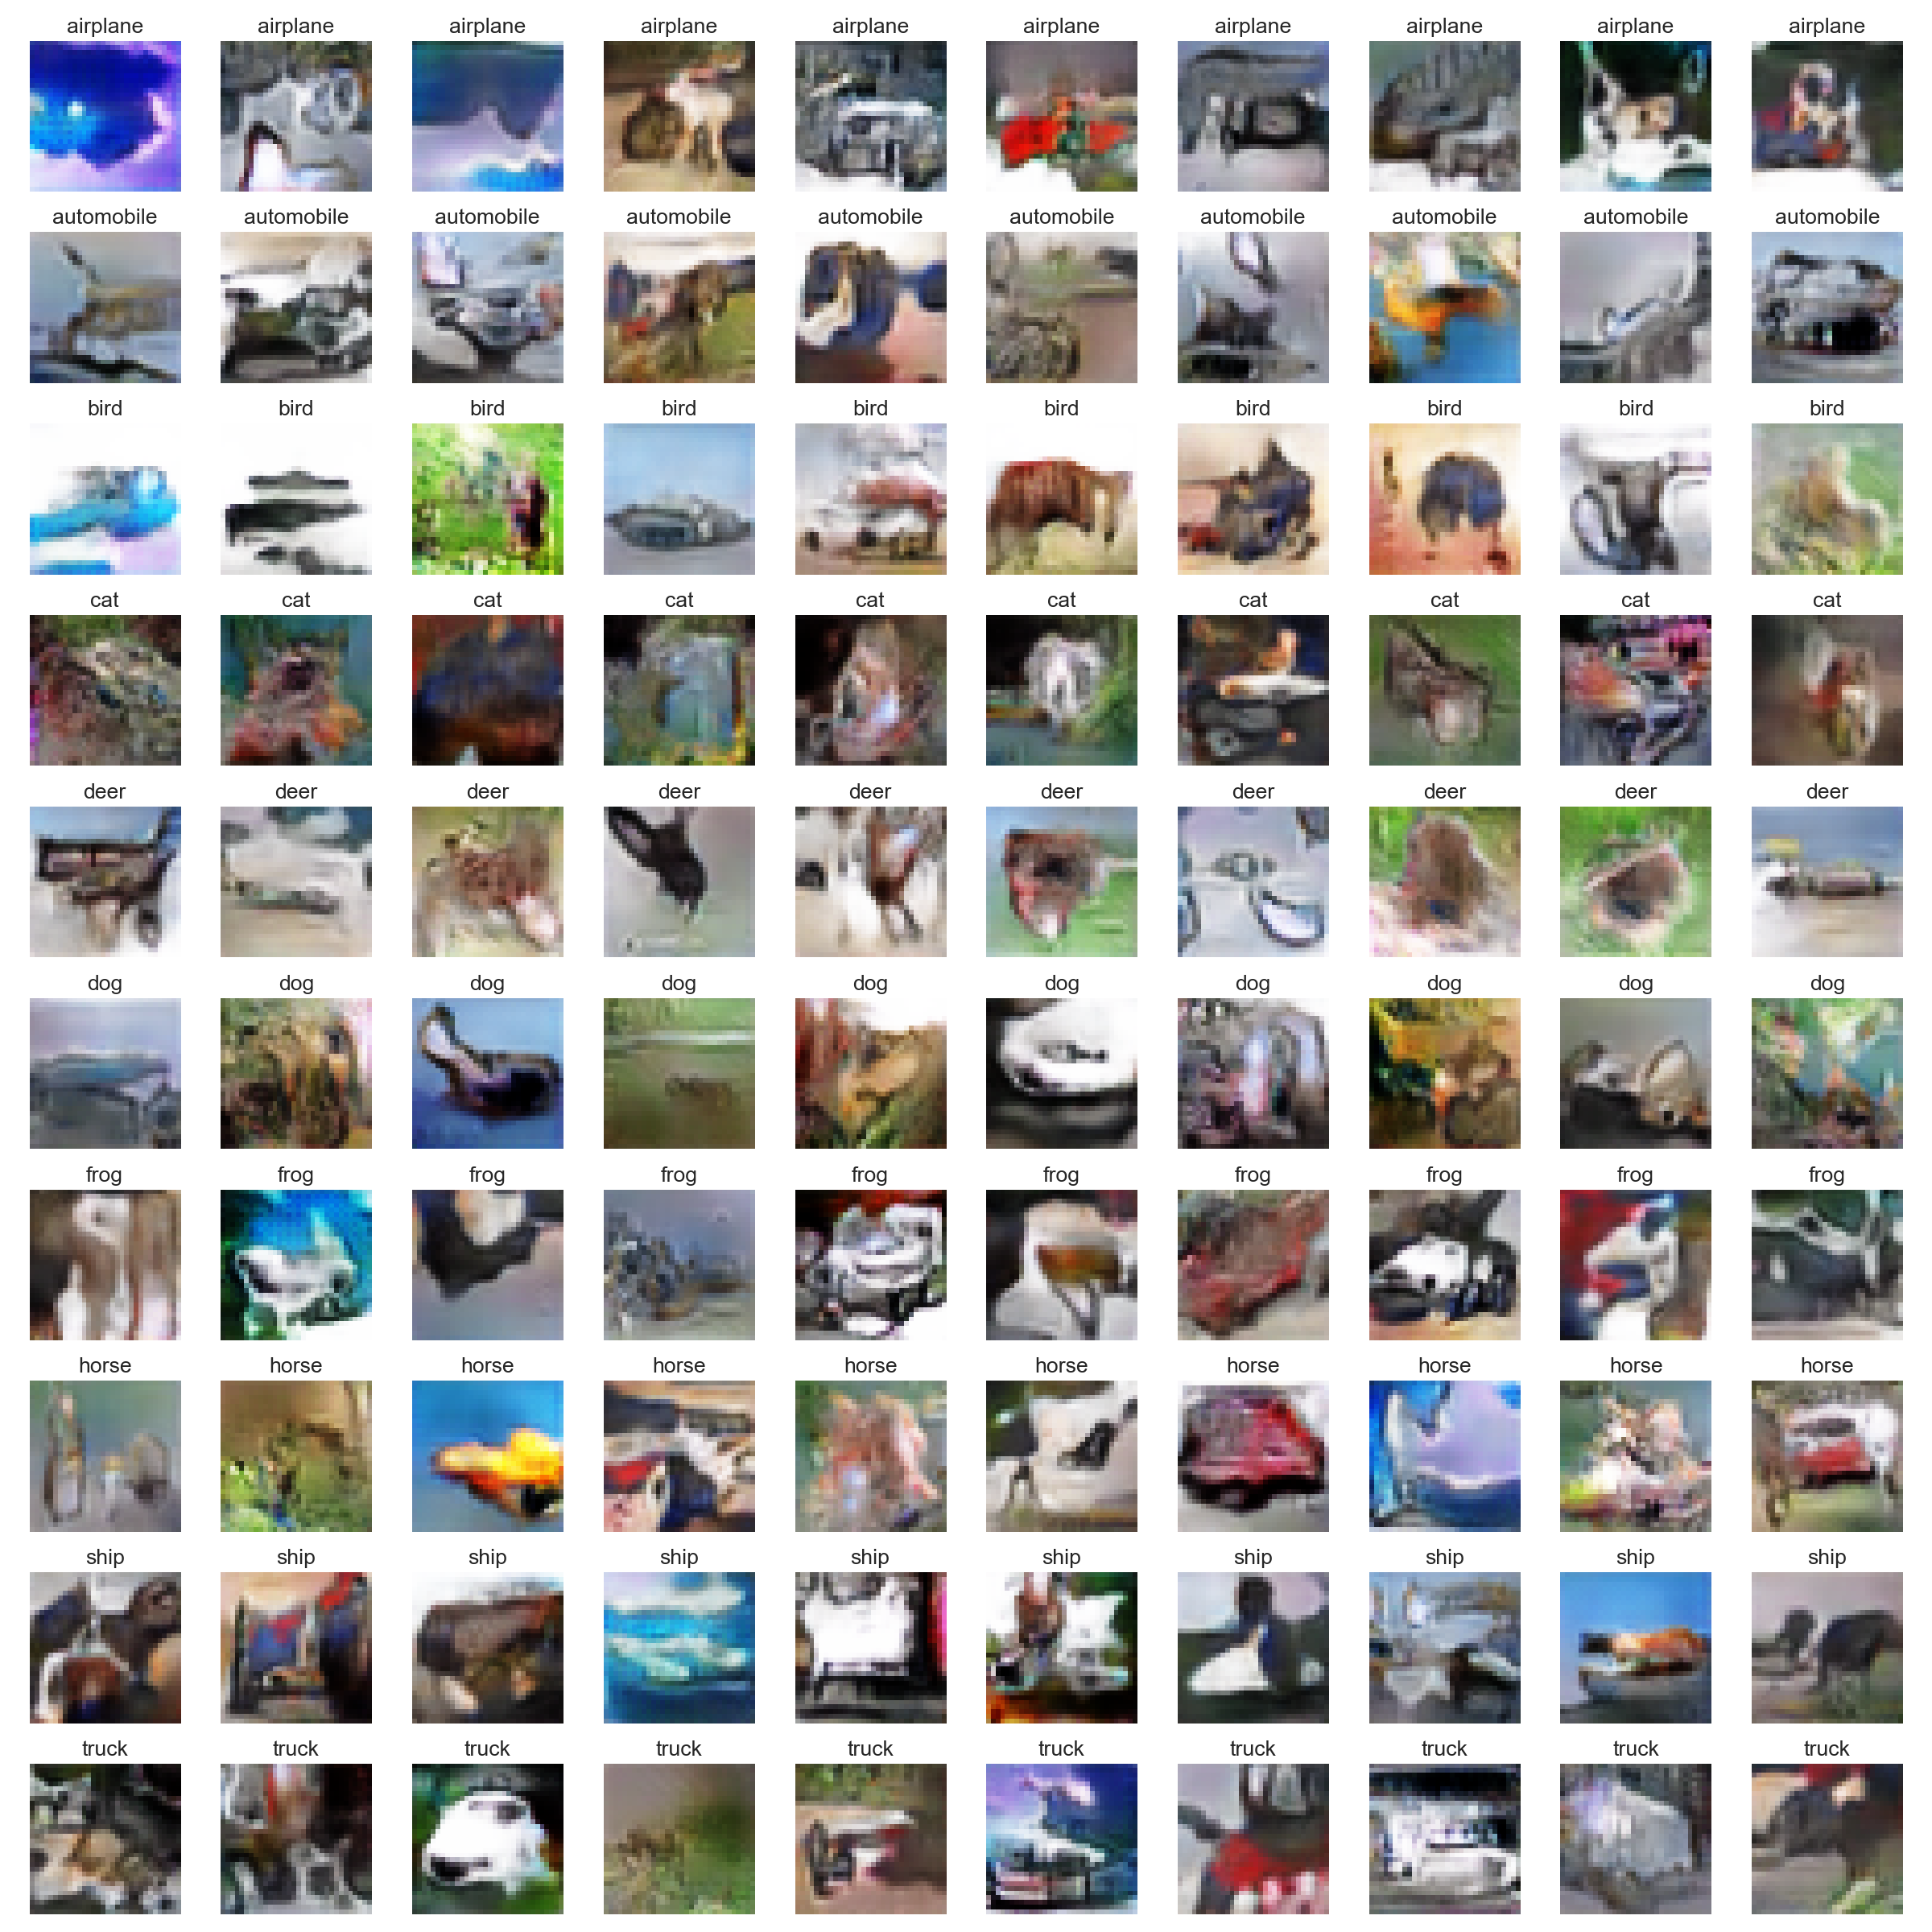 airplane airplane airplane airplane airplane airplane airplane airplane airplane airplane
automobile automobile automobile automobile automobile automobile automobile automobile automobile automobile
bird bird bird bird bird bird bird bird bird bird
cat cat cat cat cat cat cat cat cat cat
deer deer deer deer deer deer deer deer deer deer
dog dog dog dog dog dog dog dog dog dog
frog frog frog frog frog frog frog frog frog frog
horse horse horse horse horse horse horse horse horse horse
ship ship ship ship ship ship ship ship ship ship
truck truck truck truck truck truck truck truck truck truck